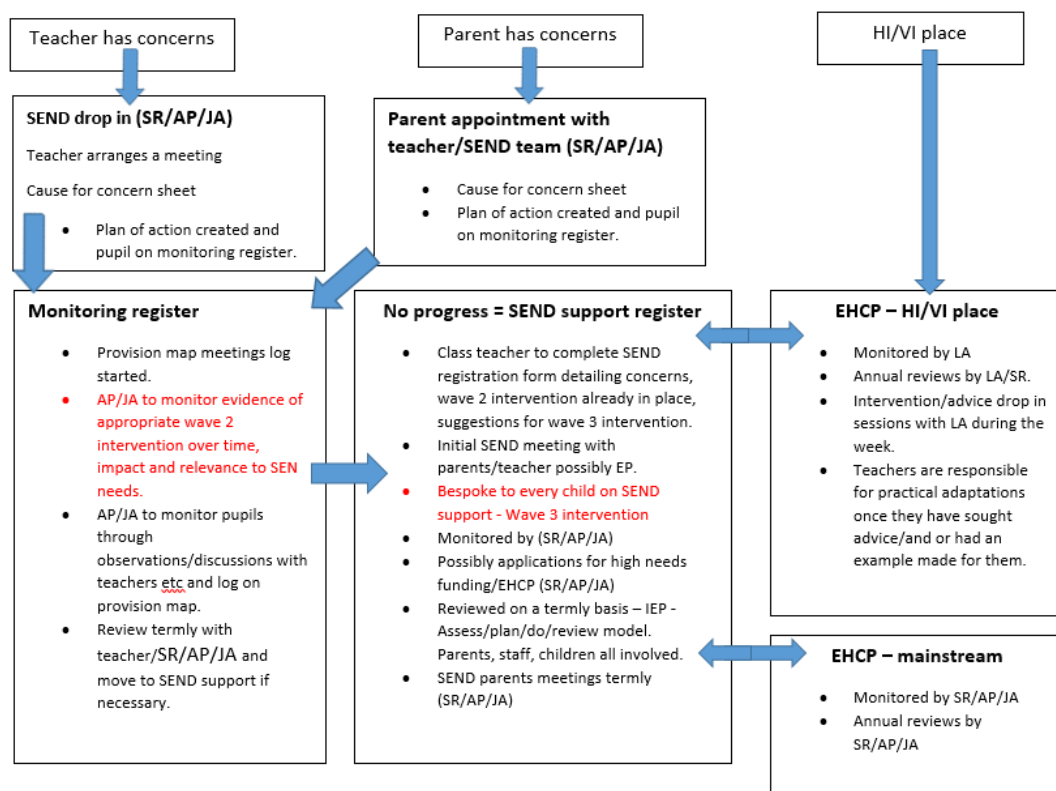 Teacher has concerns
Parent has concerns
HI/VI place
SEND drop in (SR/AP/JA)
Teacher arranges a meeting
Cause for concern sheet
• Plan of action created and
pupil on monitoring register.
Parent appointment with
teacher/SEND team (SR/AP/JA)
• Cause for concern sheet
• Plan of action created and pupil
on monitoring register.
Monitoring register
• Provision map meetings log
started.
• AP/JA to monitor evidence of
appropriate wave 2
intervention over time,
impact and relevance to SEN
needs.
• AP/JA to monitor pupils
through
observations/discussions with
teachers etc and log on
provision map.
• Review termly with
teacher/SR/AP/JA and
move to SEND support if
necessary.
No progress = SEND support register
• Class teacher to complete SEND
registration form detailing concerns,
wave 2 intervention already in place,
suggestions for wave 3 intervention.
• Initial SEND meeting with
parents/teacher possibly EP.
• Bespoke to every child on SEND
support - Wave 3 intervention
• Monitored by (SR/AP/JA)
• Possibly applications for high needs
funding/EHCP (SR/AP/JA)
• Reviewed on a termly basis – IEP -
Assess/plan/do/review model.
Parents, staff, children all involved.
• SEND parents meetings termly
(SR/AP/JA)
EHCP – HI/VI place
• Monitored by LA
• Annual reviews by LA/SR.
• Intervention/advice drop in
sessions with LA during the
week.
• Teachers are responsible
for practical adaptations
once they have sought
advice/and or had an
example made for them.
EHCP – mainstream
• Monitored by SR/AP/JA
• Annual reviews by
SR/AP/JA